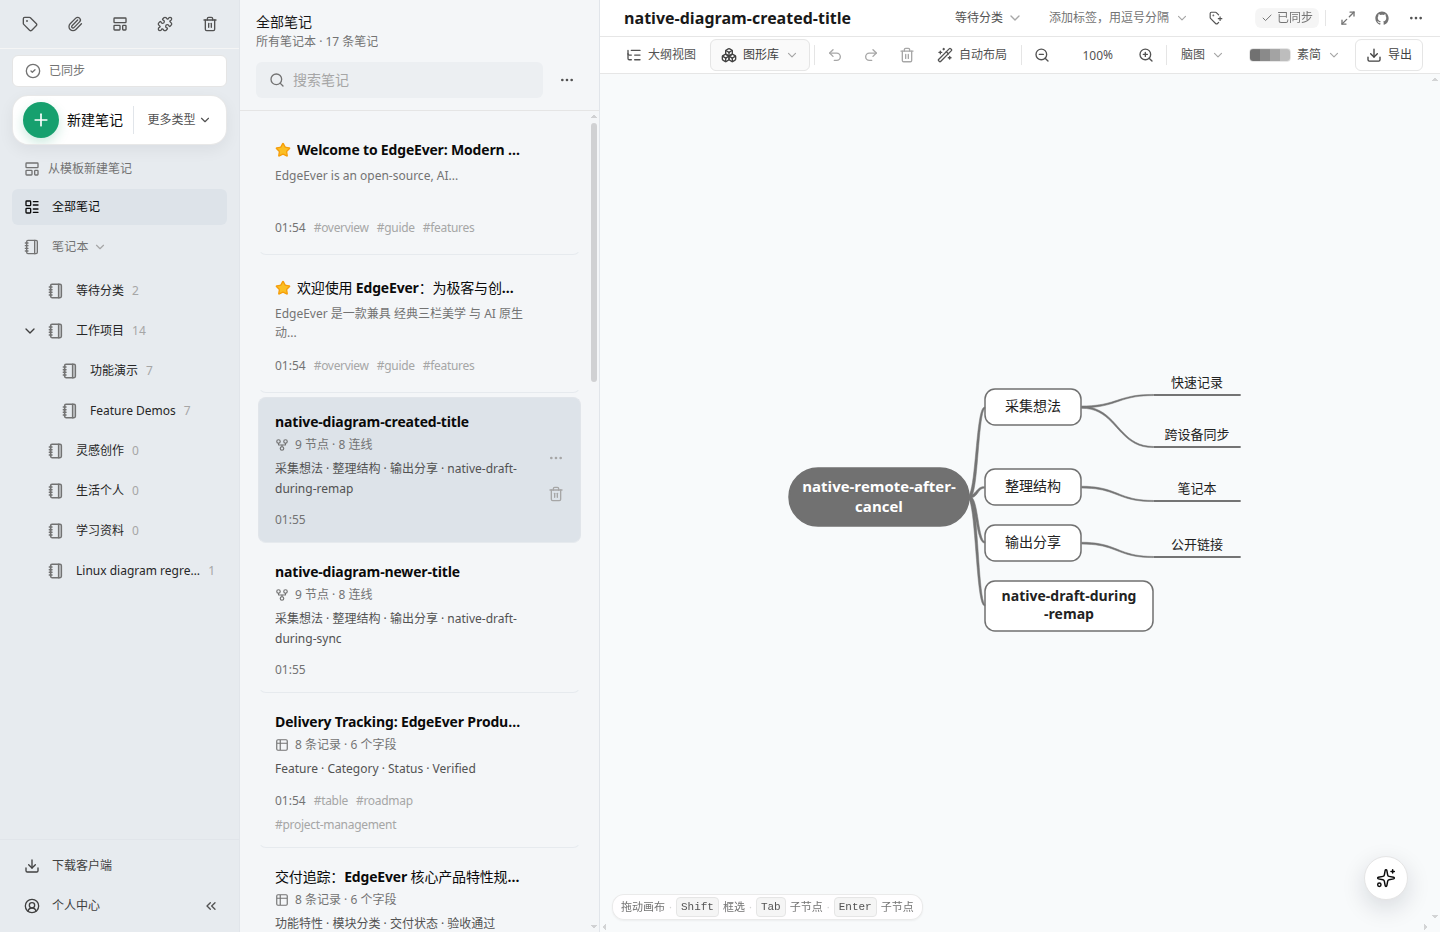 已同步
新建笔记
更多类型
从模板新建笔记
全部笔记
笔记本
等待分类 2
工作项目 14
功能演示 7
Feature Demos 7
灵感创作 0
生活个人 0
学习资料 0
Linux diagram regre... 1
下载客户端
个人中心
全部笔记
所有笔记本 · 17 条笔记
搜索笔记
Welcome to EdgeEver: Modern ...
EdgeEver is an open-source, AI...
01:54 #overview #guide #features
欢迎使用 EdgeEver：为极客与创...
EdgeEver 是一款兼具 经典三栏美学 与 AI 原生
动...
01:54 #overview #guide #features
native-diagram-created-title
9 节点 · 8 连线
采集想法 · 整理结构 · 输出分享 · native-draft-
during-remap
01:55
native-diagram-newer-title
9 节点 · 8 连线
采集想法 · 整理结构 · 输出分享 · native-draft-
during-sync
01:55
Delivery Tracking: EdgeEver Produ...
8 条记录 · 6 个字段
Feature · Category · Status · Verified
01:54 #table #roadmap
#project-management
交付追踪：EdgeEver 核心产品特性规...
8 条记录 · 6 个字段
功能特性 · 模块分类 · 交付状态 · 验收通过
native-diagram-created-title
等待分类
添加标签，用逗号分隔
已同步
大纲视图
图形库
自动布局
100%
脑图
素简
导出
native-remote-after-
cancel
采集想法
快速记录
跨设备同步
整理结构
笔记本
输出分享
公开链接
native-draft-during
-remap
拖动画布 · Shift 框选 · Tab 子节点 · Enter 子节点